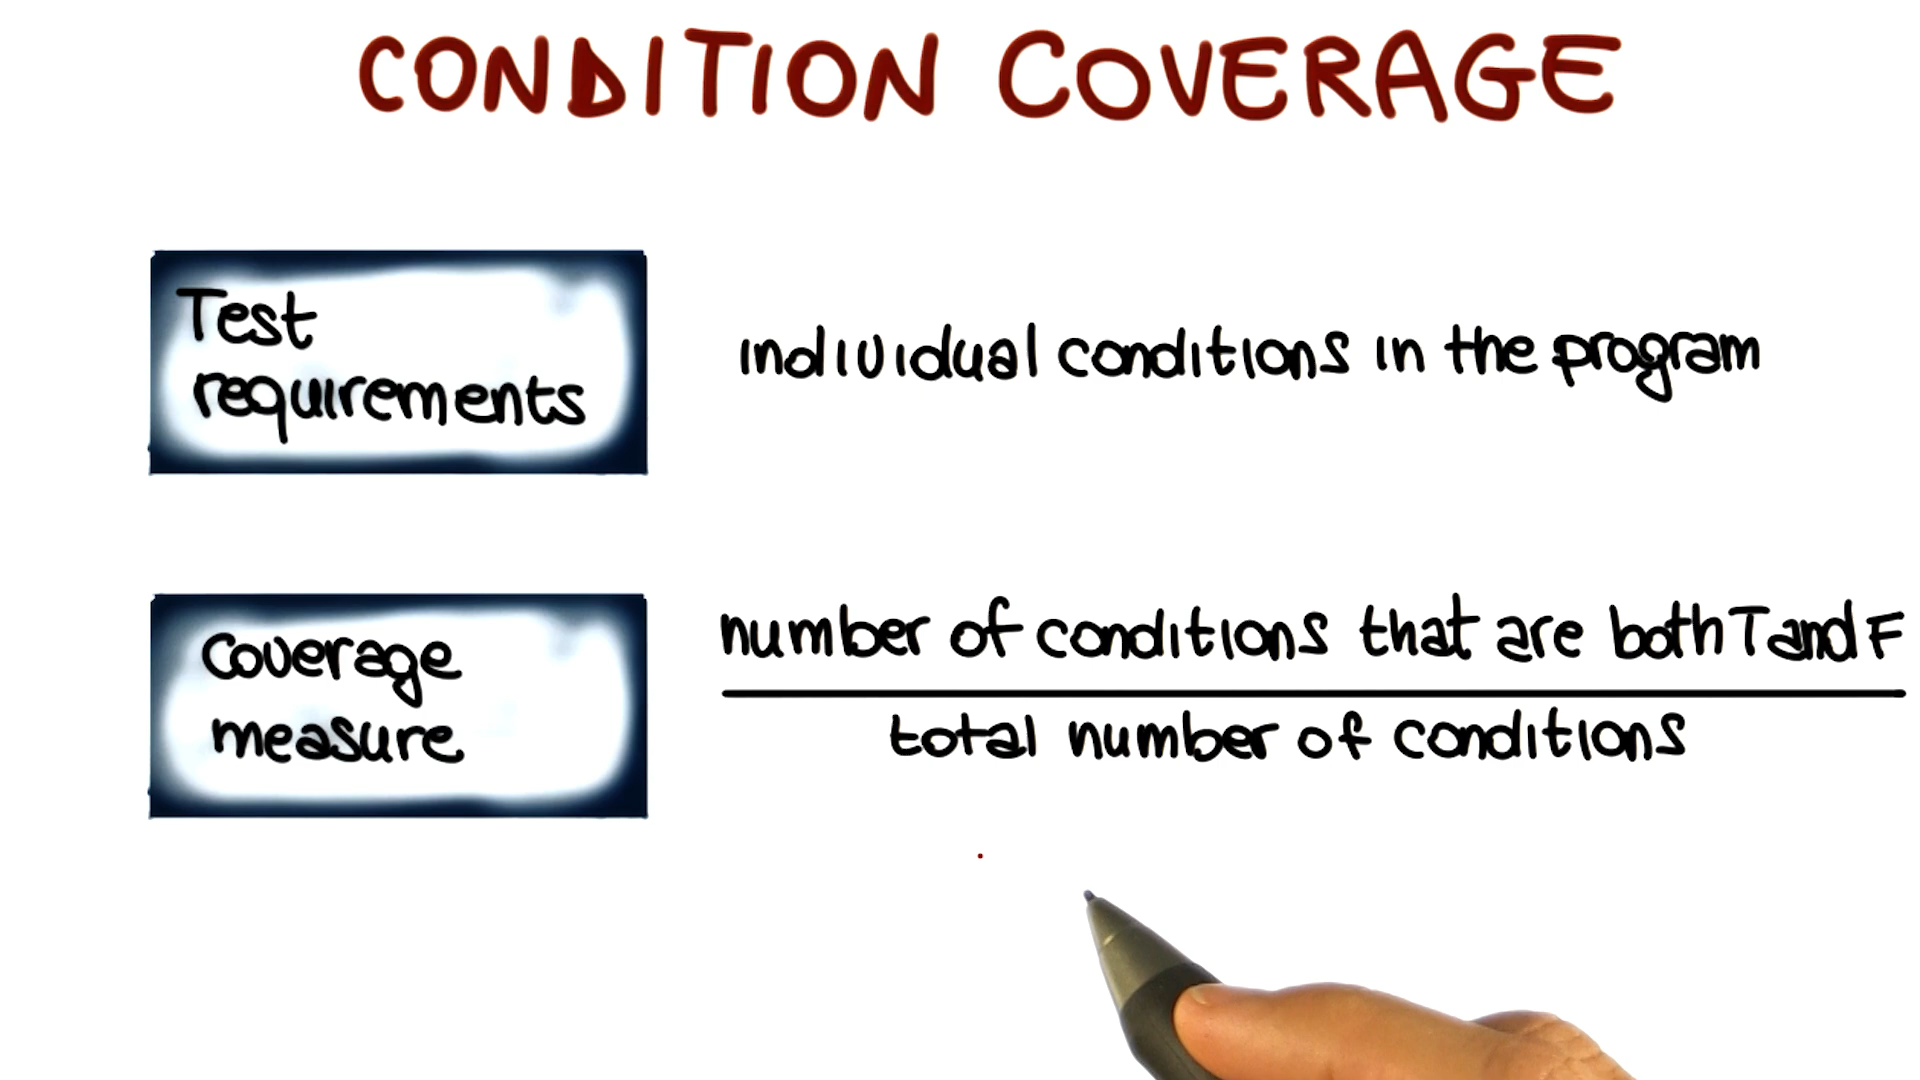 CONDITION COVERAGE
Test
requirements
individual conditions in the program
Coverage
measure
number of conditions that are both T and F
total number of conditions